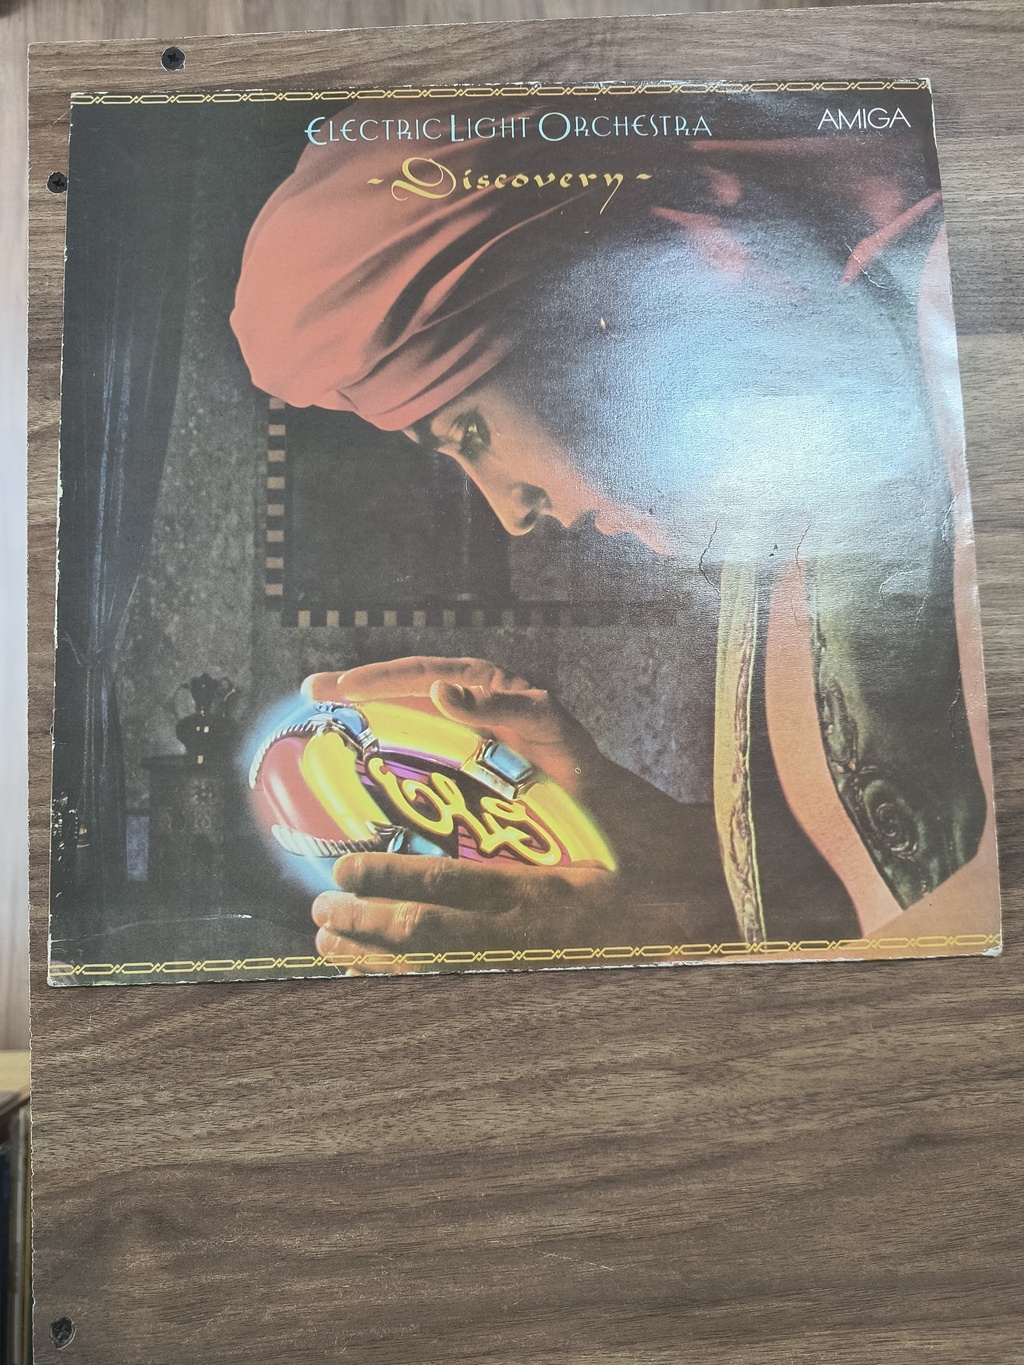 ELECTRIC LIGHT ORCHESTRA
AMIGA
-Discovery-
ELO